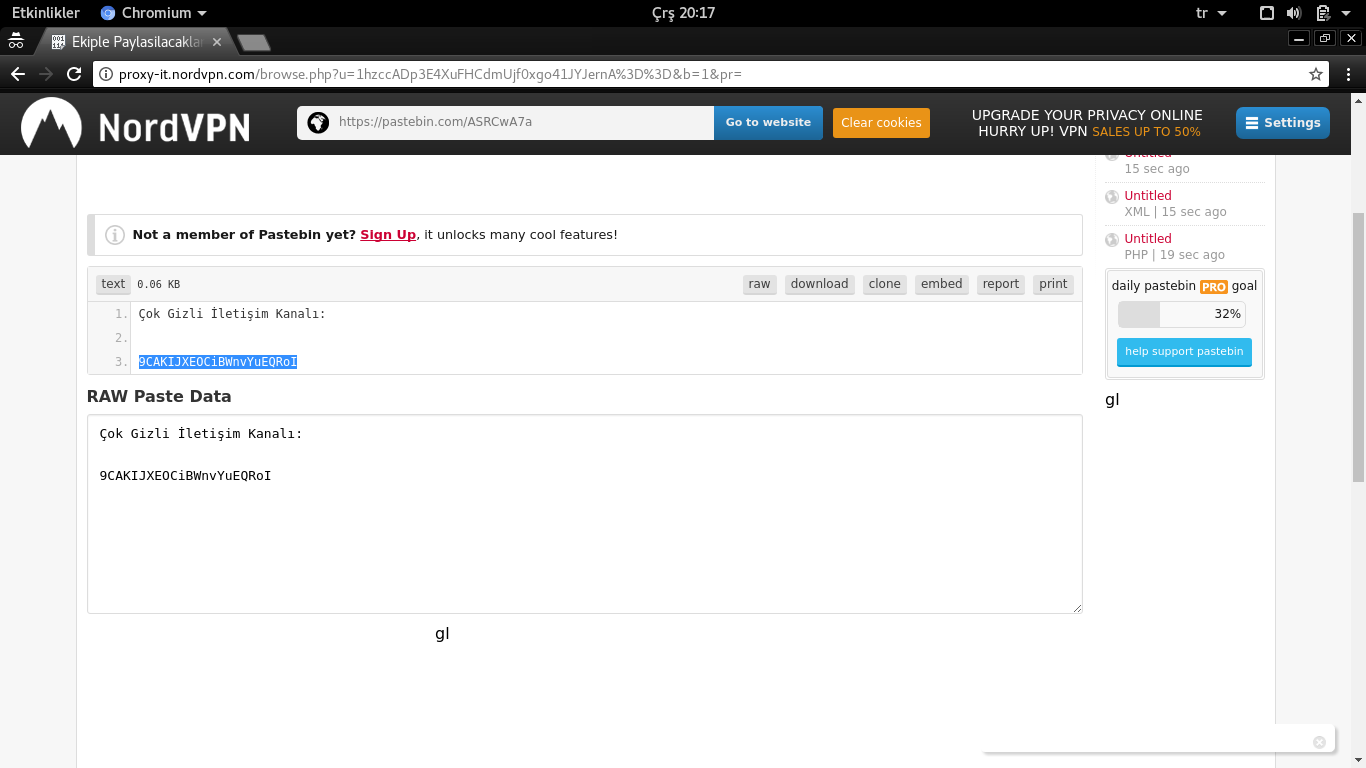 Etkinlikler
Chromium
Çrş 20:17
tr
Ekiple Paylasilacakla
proxy-it.nordvpn.com/browse.php?u=1hzccADp3E4XuFHCdmUjf0xgo41JYJernA%3D%3D&b=1&pr=
NordVPN
https://pastebin.com/ASRCwA7a
Go to website
Clear cookies
UPGRADE YOUR PRIVACY ONLINE
HURRY UP! VPN SALES UP TO 50%
Settings
Untitled
15 sec ago
Untitled
XML | 15 sec ago
Untitled
PHP | 19 sec ago
Not a member of Pastebin yet? Sign Up, it unlocks many cool features!
text 0.06 KB
raw download clone embed report print
1. Çok Gizli İletişim Kanalı:
2.
3. 9CAKIJXEOCiBWnvYuEQRoI
daily pastebin PRO goal
32%
help support pastebin
gl
RAW Paste Data
Çok Gizli İletişim Kanalı:
9CAKIJXEOCiBWnvYuEQRoI
gl